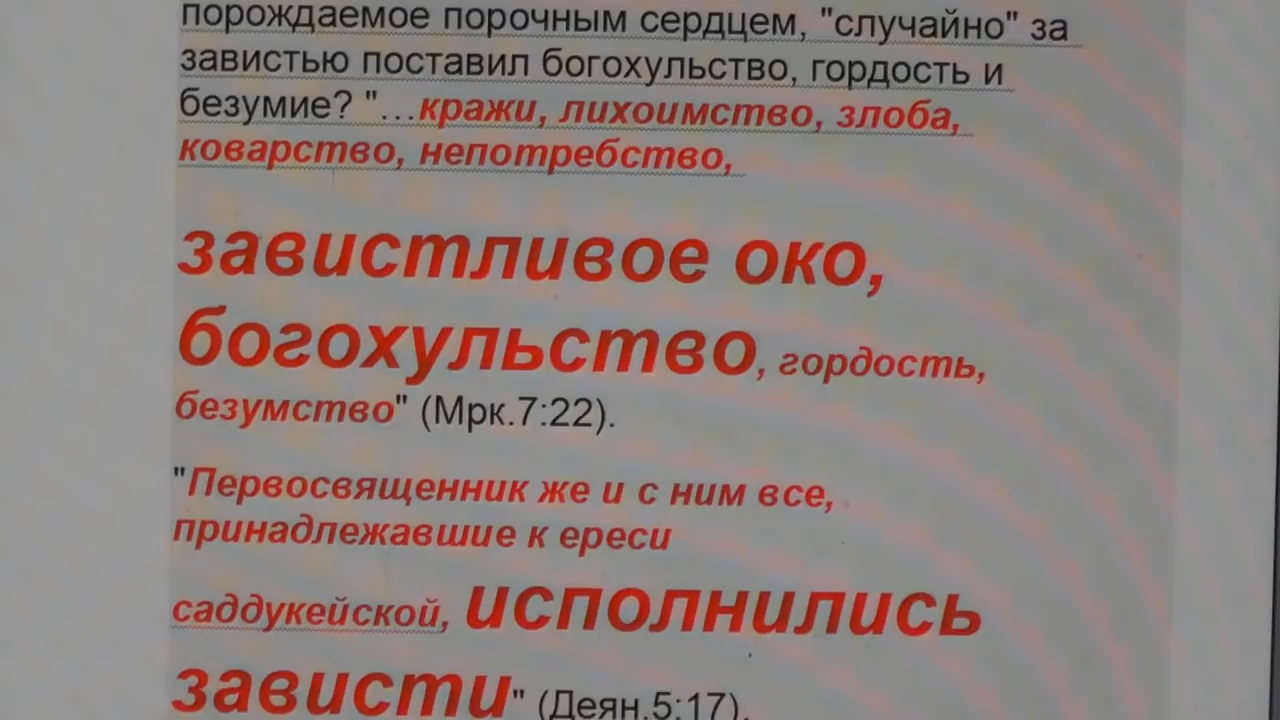 порождаемое порочным сердцем, "случайно" за
завистью поставил богохульство, гордость и
безумие? "...кражи, лихоимство, злоба,
коварство, непотребство,
завистливое око,
богохульство, гордость,
безумство" (Мрк.7:22).
"Первосвященник же и с ним все,
принадлежавшие к ереси
саддукейской, исполнились
зависти" (Деян.5:17).